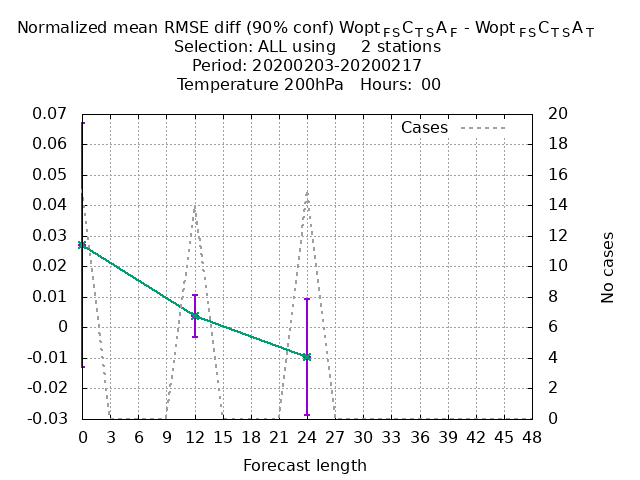 Normalized mean RMSE diff (90% conf) Wopt FS C TS A F - Wopt FS C TS A T
Selection: ALL using 2 stations
Period: 20200203-20200217
Temperature 200hPa Hours: 00
Cases
0.07
0.06
0.05
0.04
0.03
0.02
0.01
0
-0.01
-0.02
-0.03
20
18
16
14
12
10
8
6
4
2
0
No cases
0 3 6 9 12 15 18 21 24 27 30 33 36 39 42 45 48
Forecast length